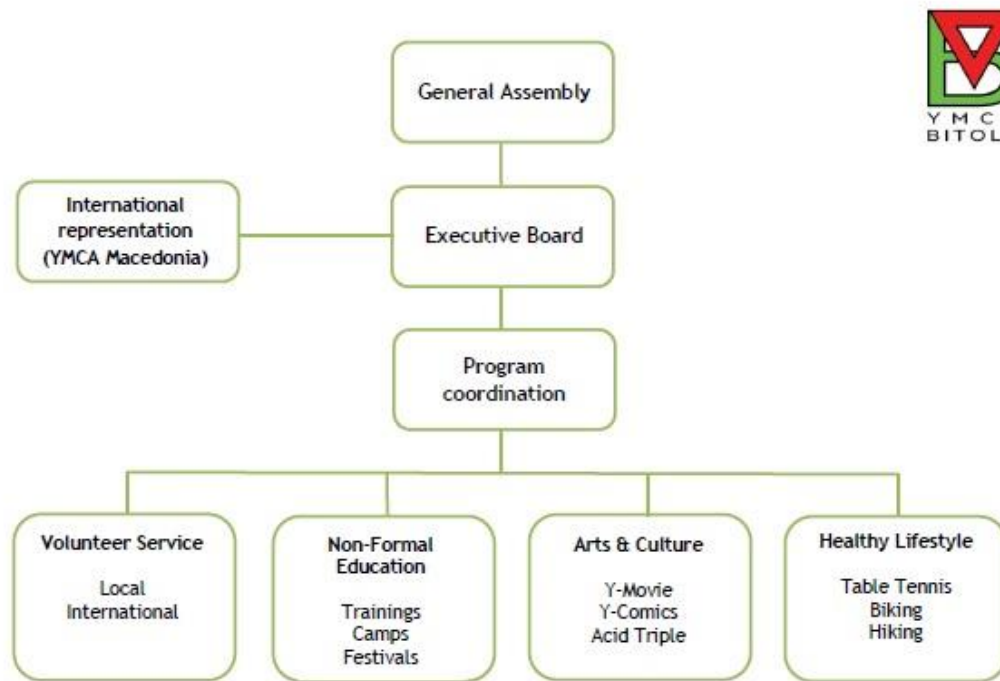 General Assembly
YMC
BITOL
International
representation
(YMCA Macedonia)
Executive Board
Program
coordination
Volunteer Service
Local
International
Non-Formal
Education
Trainings
Camps
Festivals
Arts & Culture
Y-Movie
Y-Comics
Acid Triple
Healthy Lifestyle
Table Tennis
Biking
Hiking